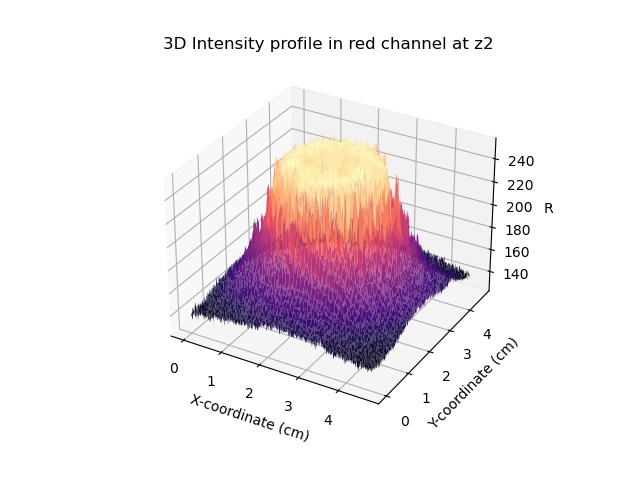 3D Intensity profile in red channel at z2
240
220
200 R
180
160
140
0 1 2 3 4
X-coordinate (cm)
0 1 2 3 4
Y-coordinate (cm)